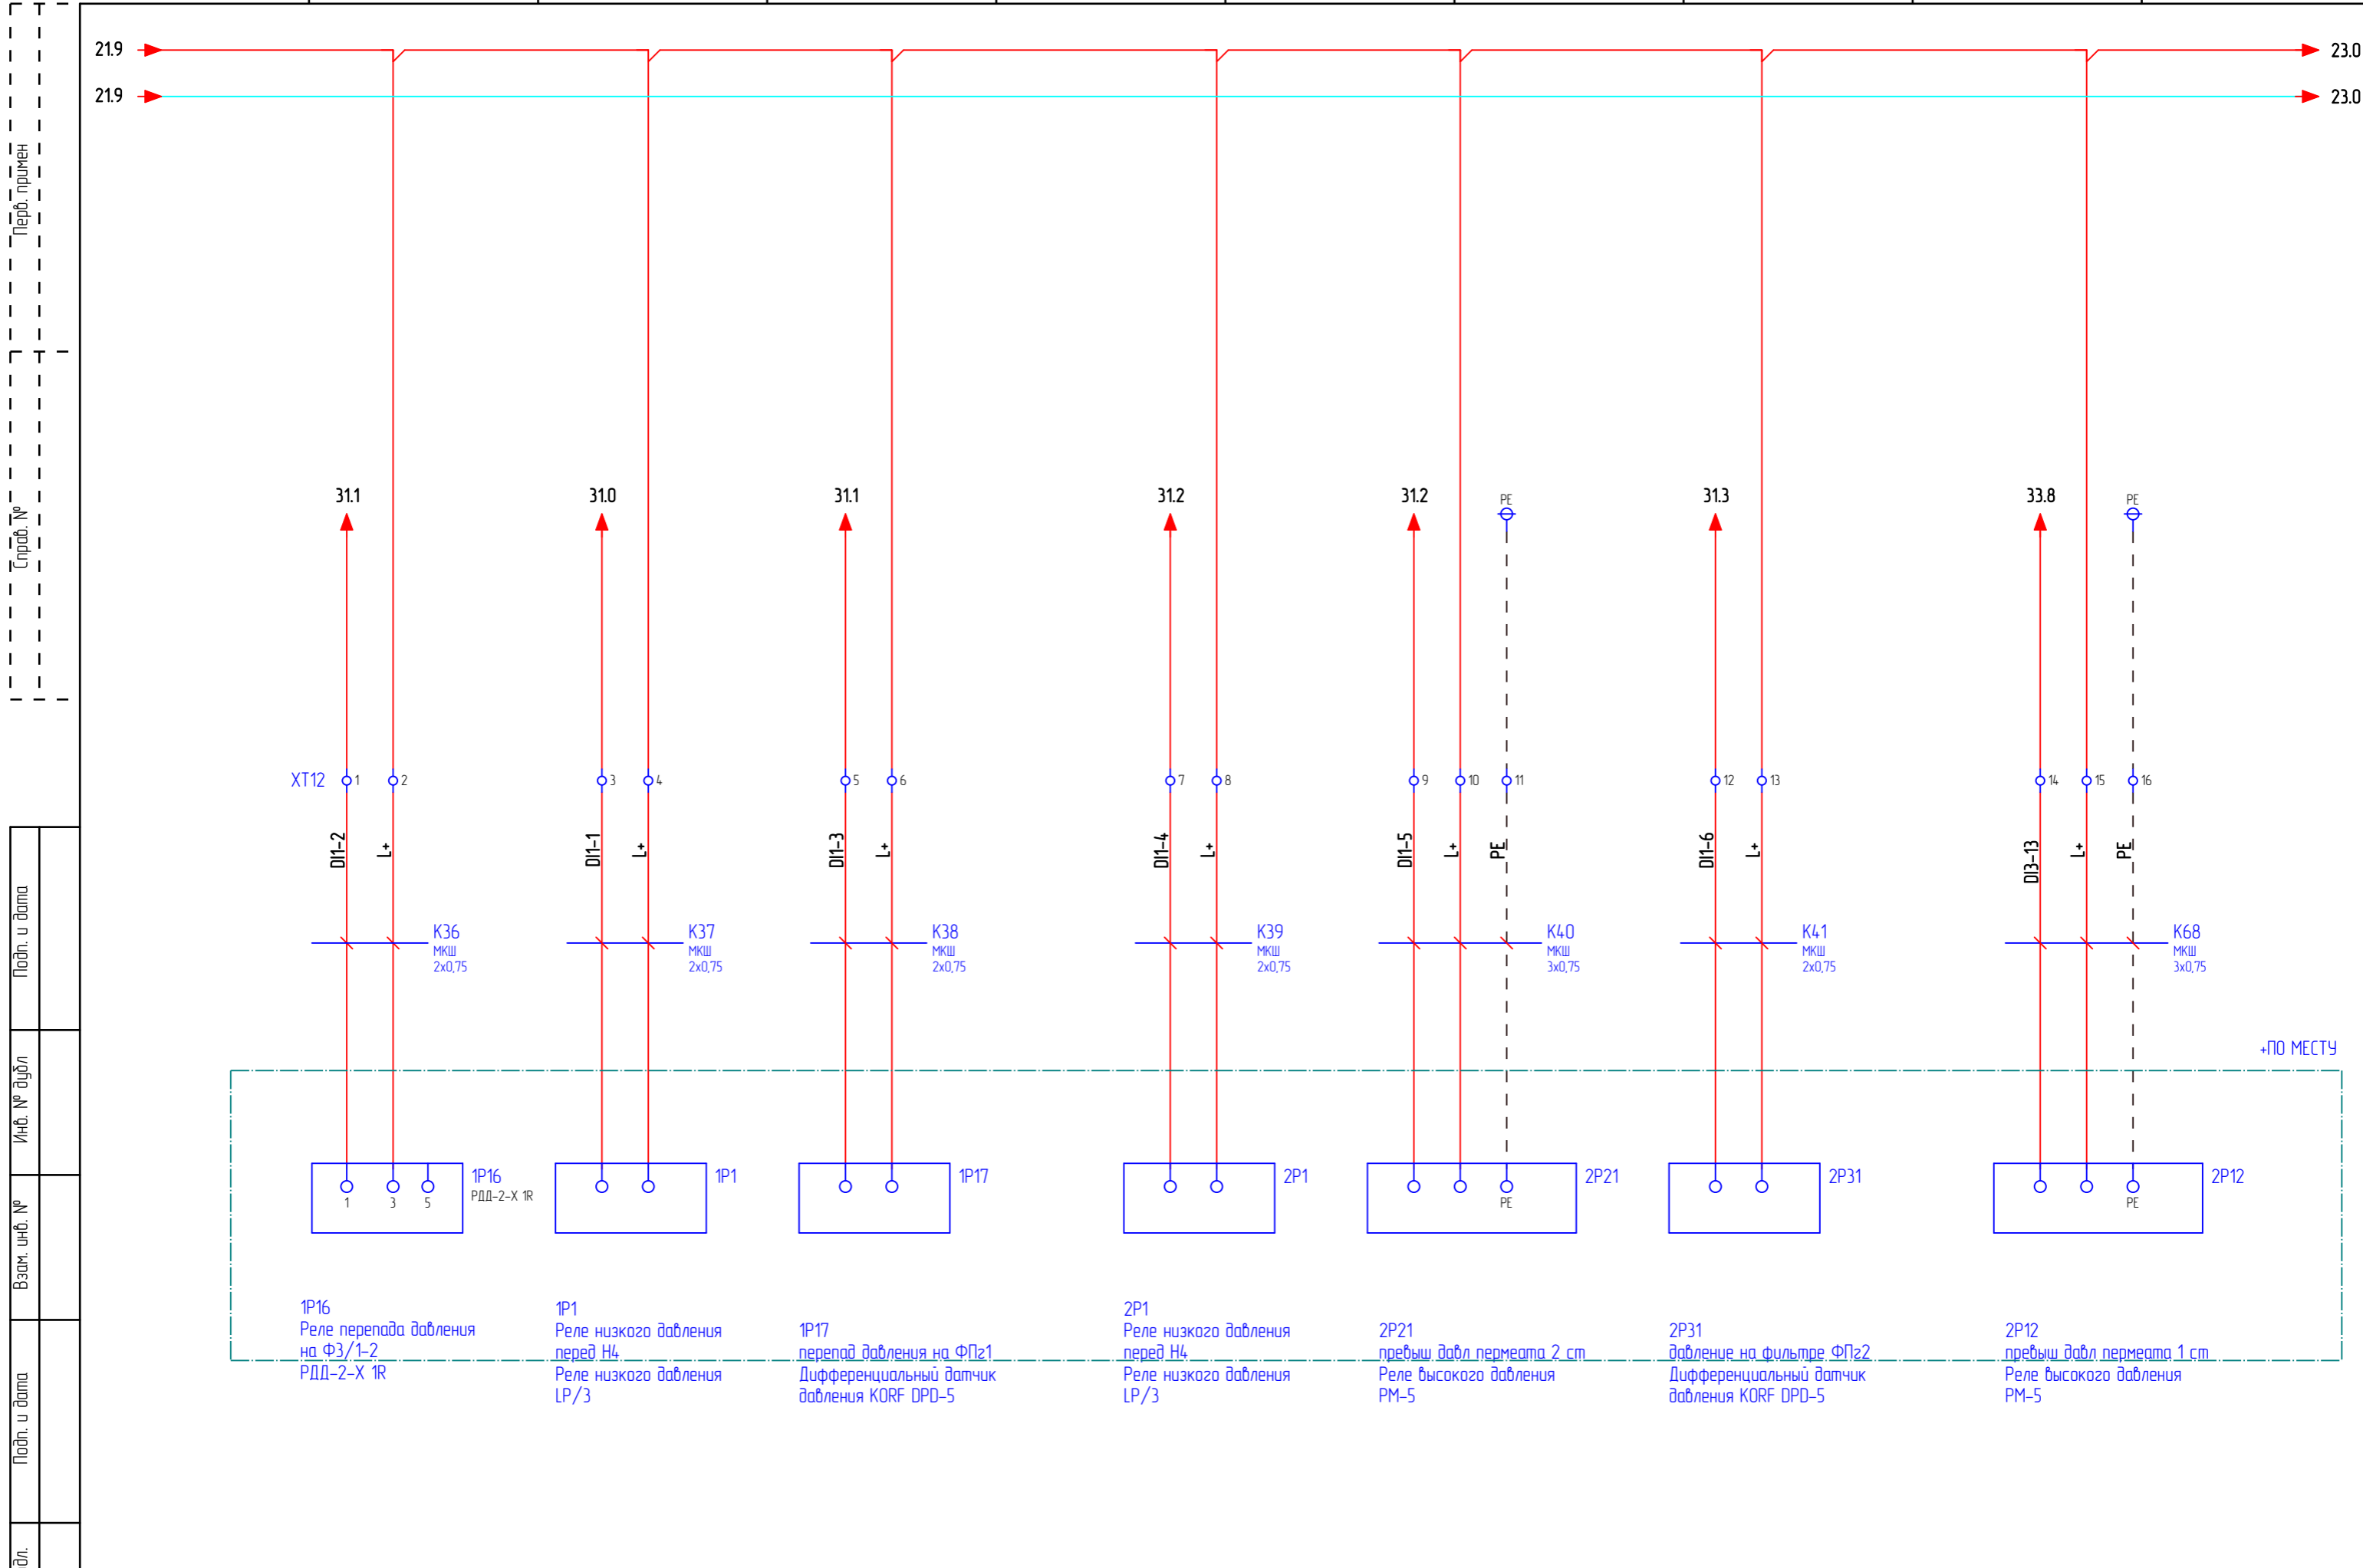 21.9
23.0
21.9
23.0
Перв. примен
Справ. №
Подп. и дата
Инв. № дубл
Взам. инв. №
Подп. и дата
31.1
31.0
31.1
31.2
31.2
PE
31.3
33.8
PE
XT12 1 2 3 4 5 6 7 8 9 10 11 12 13 14 15 16
DI1-2 L+
DI1-1 L+
DI1-3 L+
DI1-4 L+
DI1-5 L+ PE
DI1-6 L+
DI3-13 L+ PE
K36
МКШ
2x0,75
K37
МКШ
2x0,75
K38
МКШ
2x0,75
K39
МКШ
2x0,75
K40
МКШ
3x0,75
K41
МКШ
2x0,75
K68
МКШ
3x0,75
+ПО МЕСТУ
1P16
РДД-2-Х 1R
1 3 5
1P1
1P17
2P1
2P21
PE
2P31
2P12
PE
1P16
Реле перепада давления
на Ф3/1-2
РДД-2-Х 1R
1P1
Реле низкого давления
перед Н4
Реле низкого давления
LP/3
1P17
перепад давления на ФПг1
Дифференциальный датчик
давления KORF DPD-5
2P1
Реле низкого давления
перед Н4
Реле низкого давления
LP/3
2P21
превыш давл пермеата 2 ст
Реле высокого давления
РМ-5
2P31
давление на фильтре ФПг2
Дифференциальный датчик
давления KORF DPD-5
2P12
превыш давл пермеата 1 ст
Реле высокого давления
РМ-5